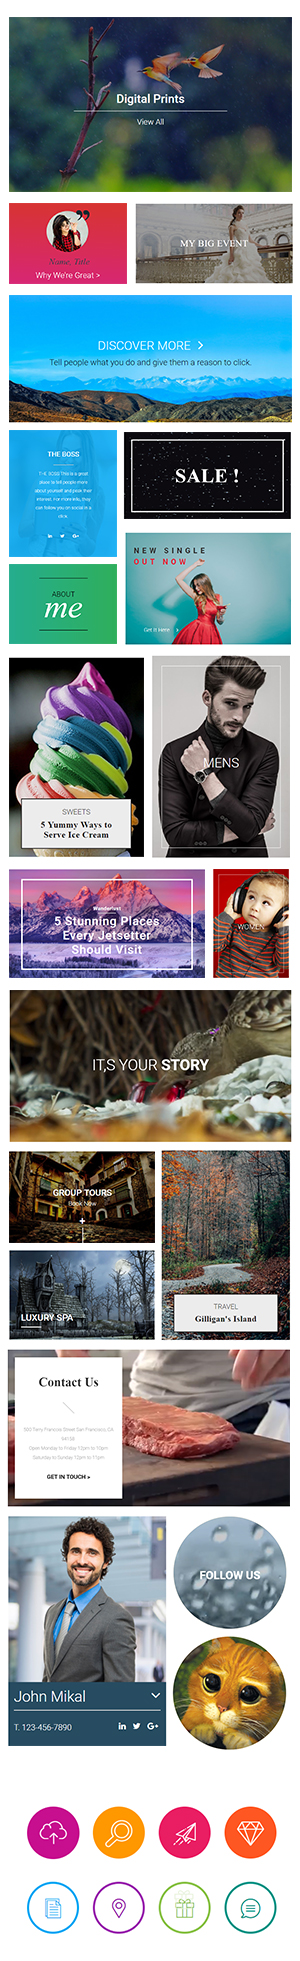 Digital Prints
View All
Name, Title
Why We're Great >
MY BIG EVENT
DISCOVER MORE >
Tell people what you do and give them a reason to click.
THE BOSS
THE BOSS This is a great
place to tell people more
about yourself and peak their
interest. For more info, they
can follow you on social in a
click.
SALE !
ABOUT
me
NEW SINGLE
OUT NOW
Get It Here >
SWEETS
5 Yummy Ways to
Serve Ice Cream
MENS
Wanderlust
5 Stunning Places
Every Jetsetter
Should Visit
WOMEN
IT,S YOUR STORY
GROUP TOURS
Book Now
LUXURY SPA
TRAVEL
Gilligan's Island
Contact Us
500 Terry Francois Street San Francisco, CA
94158
Open Monday to Friday 12pm to 10pm
Saturday to Sunday 12pm to 11pm
GET IN TOUCH >
John Mikal
T. 123-456-7890
FOLLOW US